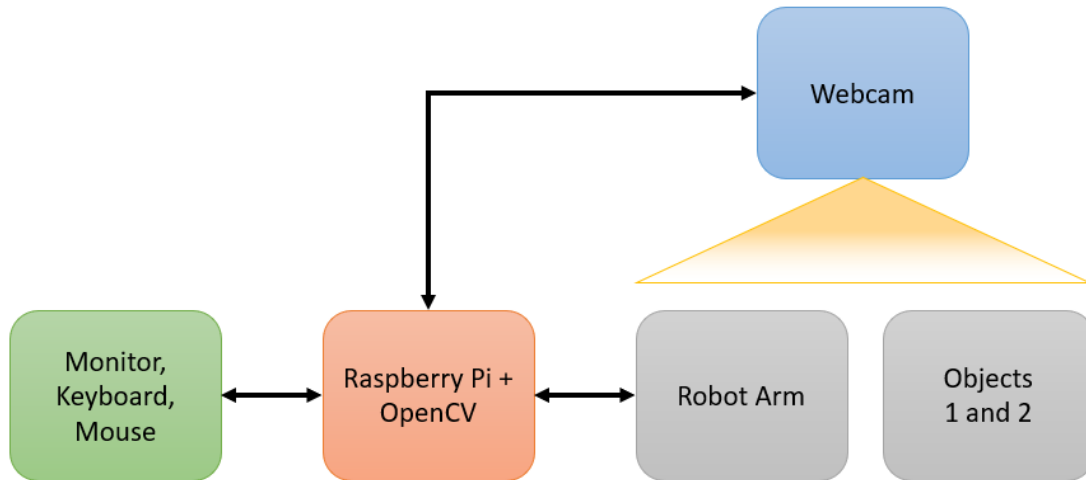 Webcam
Monitor,
Keyboard,
Mouse
Raspberry Pi +
OpenCV
Robot Arm
Objects
1 and 2